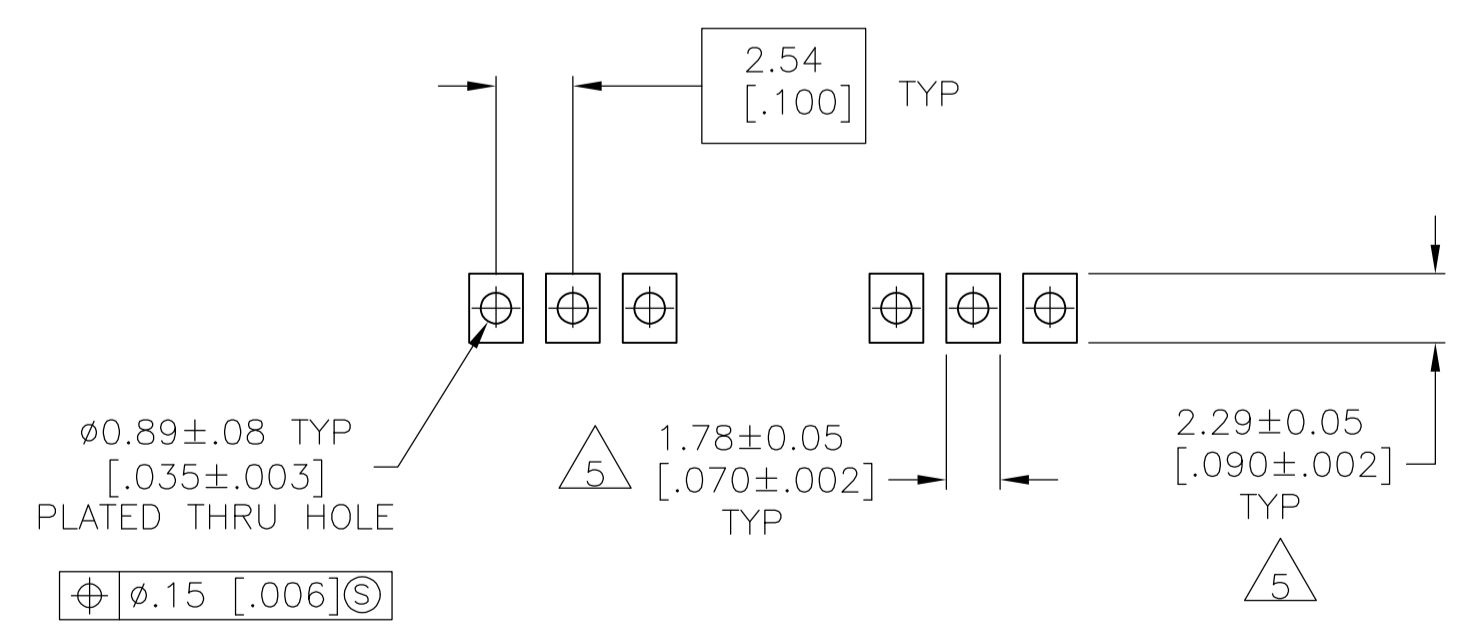 2.54
[.100]
TYP
⌀0.89±.08 TYP
[.035±.003]
PLATED THRU HOLE
⌀.15 [.006]Ⓢ
5
1.78±0.05
[.070±.002]
TYP
2.29±0.05
[.090±.002]
TYP
5